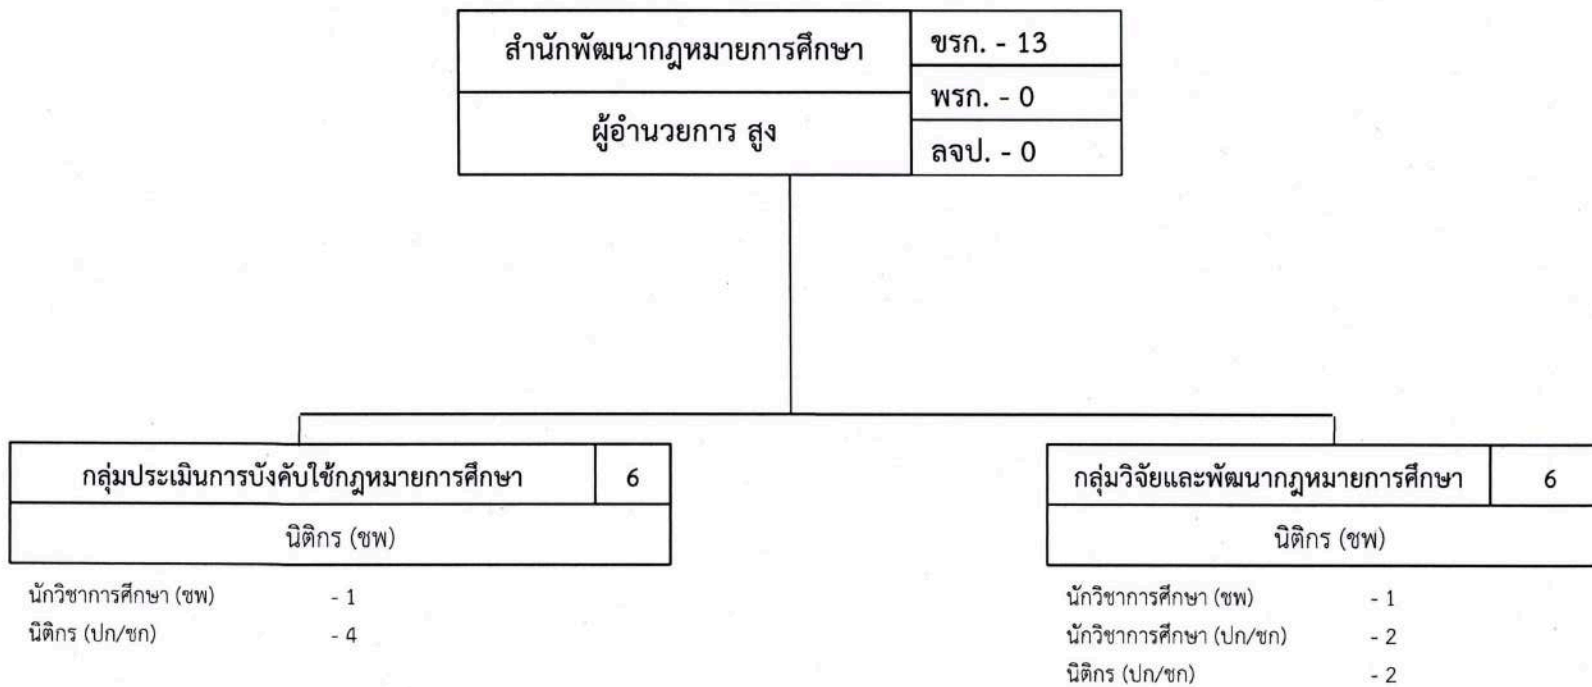 สำนักพัฒนากฎหมายการศึกษา
ผู้อำนวยการ สูง
ขรก. - 13
พรก. - 0
ลจป. - 0
กลุ่มประเมินการบังคับใช้กฎหมายการศึกษา 6
นิติกร (ชพ)
นักวิชาการศึกษา (ชพ) - 1
นิติกร (ปก/ชก) - 4
กลุ่มวิจัยและพัฒนากฎหมายการศึกษา 6
นิติกร (ชพ)
นักวิชาการศึกษา (ชพ) - 1
นักวิชาการศึกษา (ปก/ชก) - 2
นิติกร (ปก/ชก) - 2